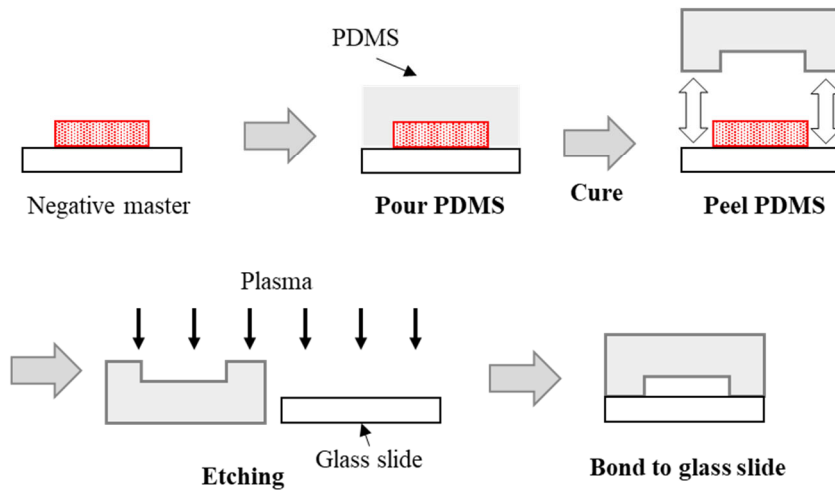 PDMS
Negative master
Pour PDMS
Cure
Peel PDMS
Plasma
Glass slide
Etching
Bond to glass slide